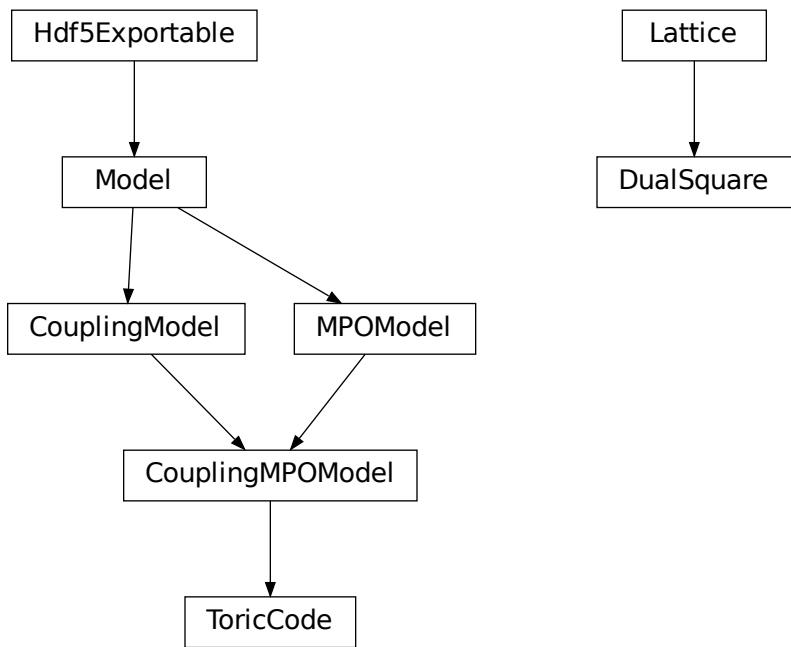 Hdf5Exportable
Lattice
Model
DualSquare
CouplingModel
MPOModel
CouplingMPOModel
ToricCode